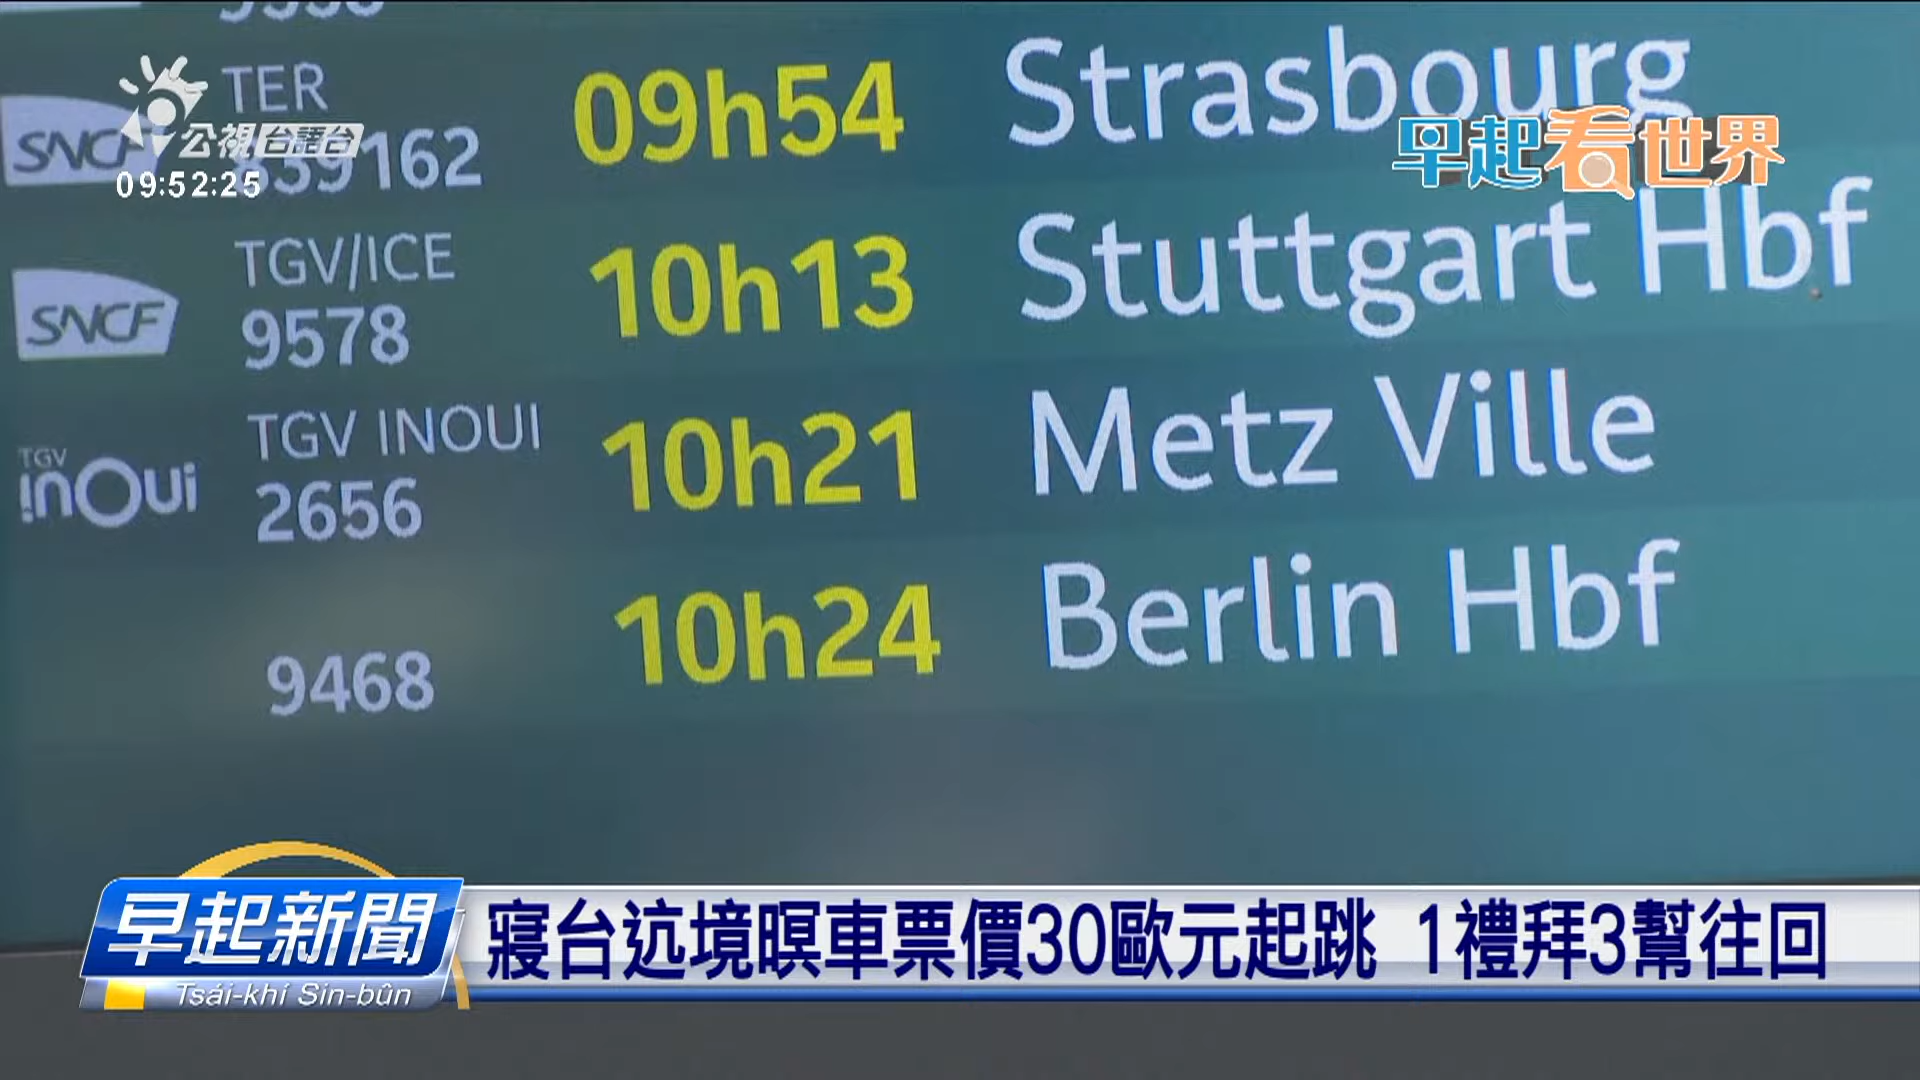 TER
SNCF
839162
09h54
Strasbourg
公視台語台
09:52:25
早起看世界
TGV/ICE
SNCF
9578
10h13
Stuttgart Hbf
TGV INOUI
TGV
inOui
2656
10h21
Metz Ville
9468
10h24
Berlin Hbf
早起新聞
Tsái-khí Sin-bûn
寢台迒境暝車票價30歐元起跳 1禮拜3幫往回